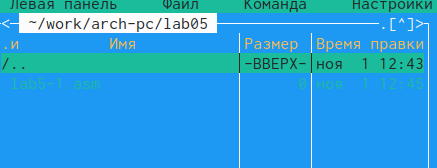 Левая панель Файл Команда Настройки
<─ ~/work/arch-pc/lab05 .[^]>
.и Имя Размер Время правки
/.. -ВВЕРХ- ноя 1 12:43
lab5-1.asm 0 ноя 1 12:45